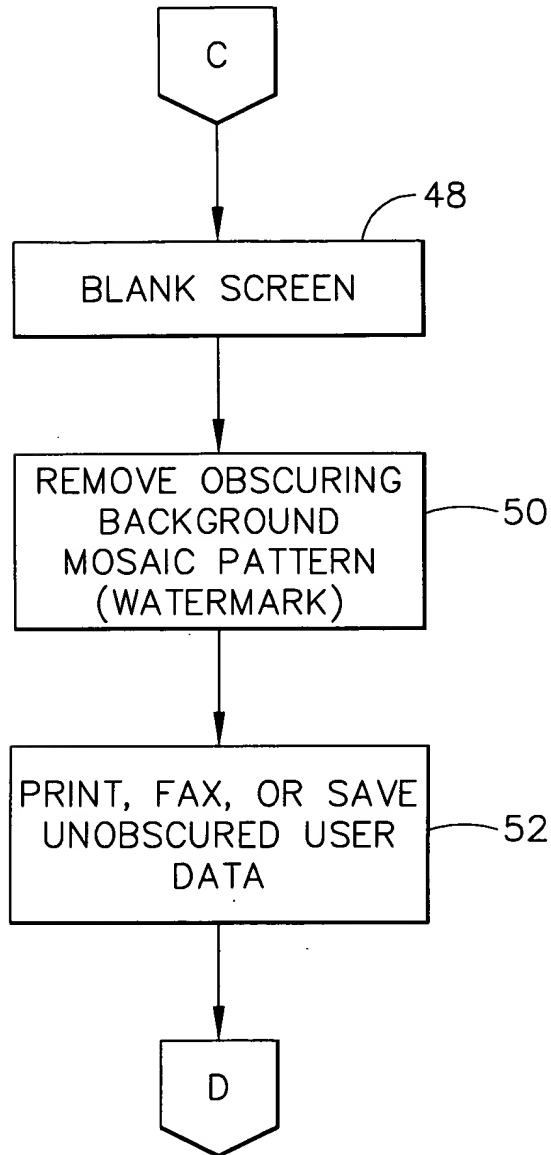 C
48
BLANK SCREEN
REMOVE OBSCURING
BACKGROUND
MOSAIC PATTERN
(WATERMARK)
50
PRINT, FAX, OR SAVE
UNOBSCURED USER
DATA
52
D